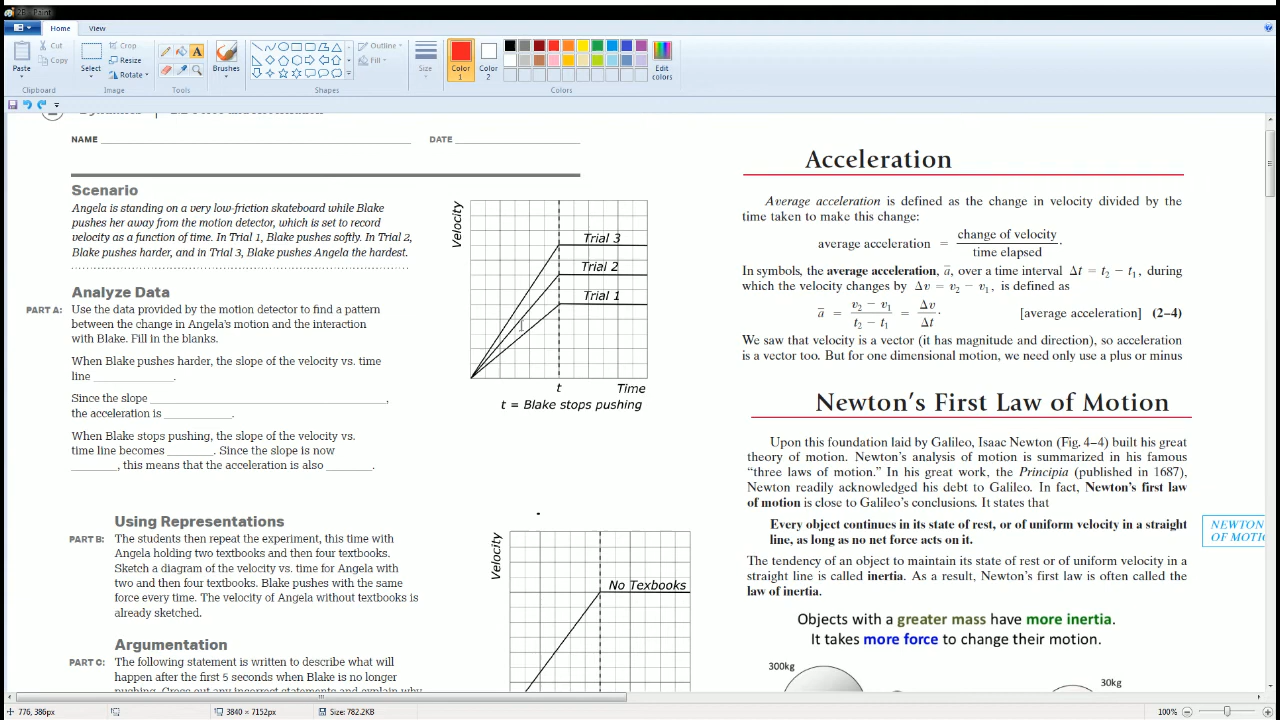 2P - Paint
Home
View
Cut
Copy
Paste
Clipboard
Crop
Resize
Rotate
Select
Image
Tools
Brushes
Outline
Fill
Shapes
Size
Color
1
Color
2
Edit
colors
Colors
NAME
DATE
Scenario
Angela is standing on a very low-friction skateboard while Blake
pushes her away from the motion detector, which is set to record
velocity as a function of time. In Trial 1, Blake pushes softly. In Trial 2,
Blake pushes harder, and in Trial 3, Blake pushes Angela the hardest.
Analyze Data
PART A: Use the data provided by the motion detector to find a pattern
between the change in Angela's motion and the interaction
with Blake. Fill in the blanks.
When Blake pushes harder, the slope of the velocity vs. time
line ______________.
Since the slope ______________________________________,
the acceleration is ___________.
When Blake stops pushing, the slope of the velocity vs.
time line becomes ________. Since the slope is now
________, this means that the acceleration is also ________.
Velocity
Trial 3
Trial 2
Trial 1
t
Time
t = Blake stops pushing
Using Representations
PART B: The students then repeat the experiment, this time with
Angela holding two textbooks and then four textbooks.
Sketch a diagram of the velocity vs. time for Angela with
two and then four textbooks. Blake pushes with the same
force every time. The velocity of Angela without textbooks is
already sketched.
Velocity
No Texbooks
Argumentation
PART C: The following statement is written to describe what will
happen after the first 5 seconds when Blake is no longer
pushing. Cross out any incorrect statements and explain why
Acceleration
Average acceleration is defined as the change in velocity divided by the
time taken to make this change:
average acceleration = change of velocity / time elapsed.
In symbols, the average acceleration, ā, over a time interval Δt = t₂ − t₁, during
which the velocity changes by Δv = v₂ − v₁, is defined as
ā = (v₂ − v₁) / (t₂ − t₁) = Δv / Δt. [average acceleration] (2–4)
We saw that velocity is a vector (it has magnitude and direction), so acceleration
is a vector too. But for one dimensional motion, we need only use a plus or minus
Newton's First Law of Motion
Upon this foundation laid by Galileo, Isaac Newton (Fig. 4–4) built his great
theory of motion. Newton's analysis of motion is summarized in his famous
“three laws of motion.” In his great work, the Principia (published in 1687),
Newton readily acknowledged his debt to Galileo. In fact, Newton's first law
of motion is close to Galileo's conclusions. It states that
Every object continues in its state of rest, or of uniform velocity in a straight
line, as long as no net force acts on it.
NEWTON
OF MOTI
The tendency of an object to maintain its state of rest or of uniform velocity in a
straight line is called inertia. As a result, Newton's first law is often called the
law of inertia.
Objects with a greater mass have more inertia.
It takes more force to change their motion.
300kg
30kg
776, 386px
3840 × 7152px
Size: 782.2KB
100%